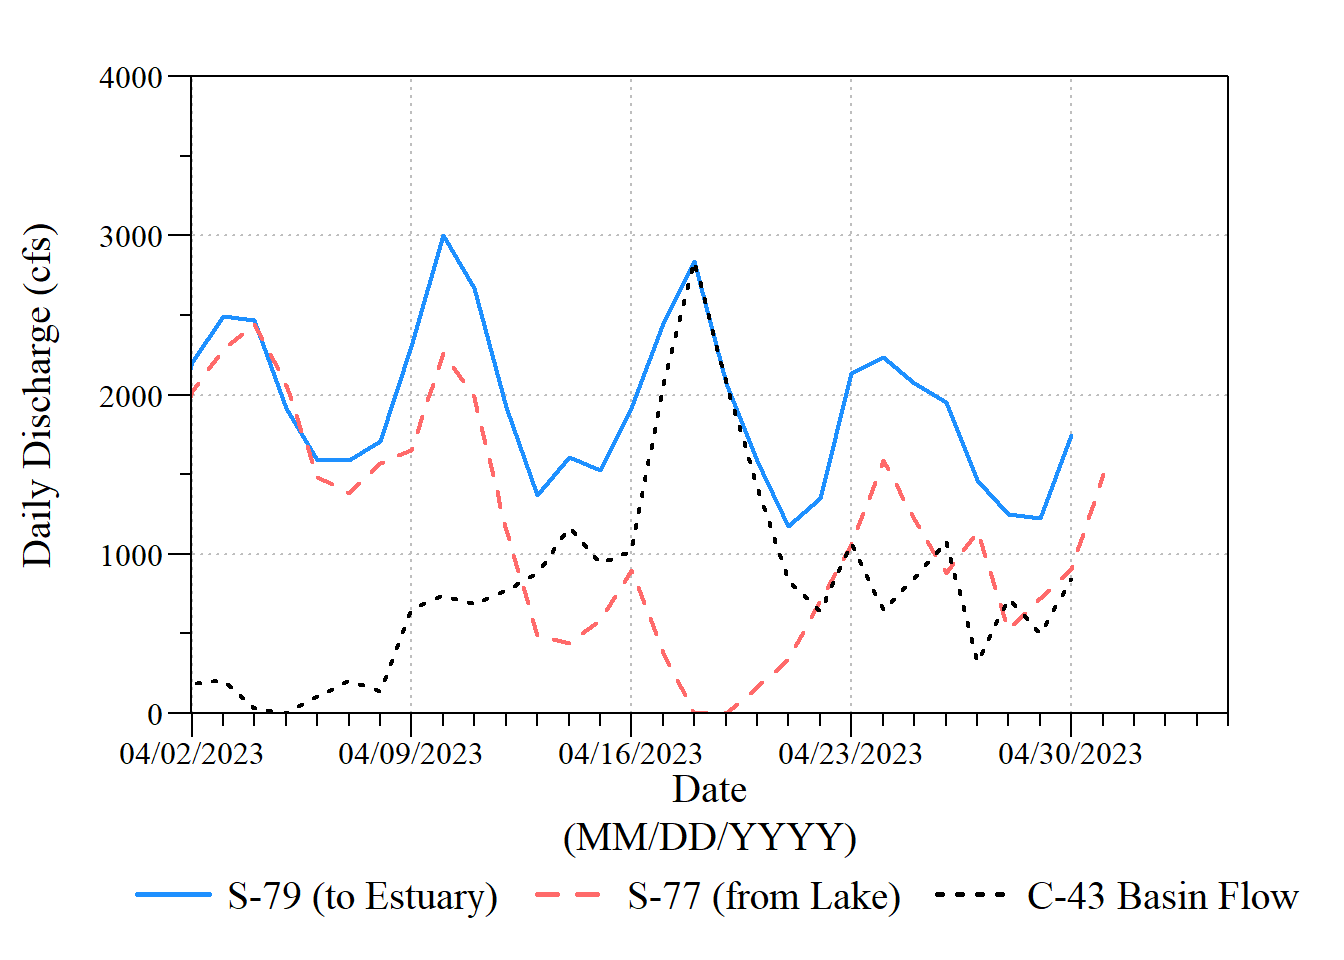 Daily Discharge (cfs)
4000
3000
2000
1000
0
04/02/2023 04/09/2023 04/16/2023 04/23/2023 04/30/2023
Date
(MM/DD/YYYY)
S-79 (to Estuary) S-77 (from Lake) C-43 Basin Flow